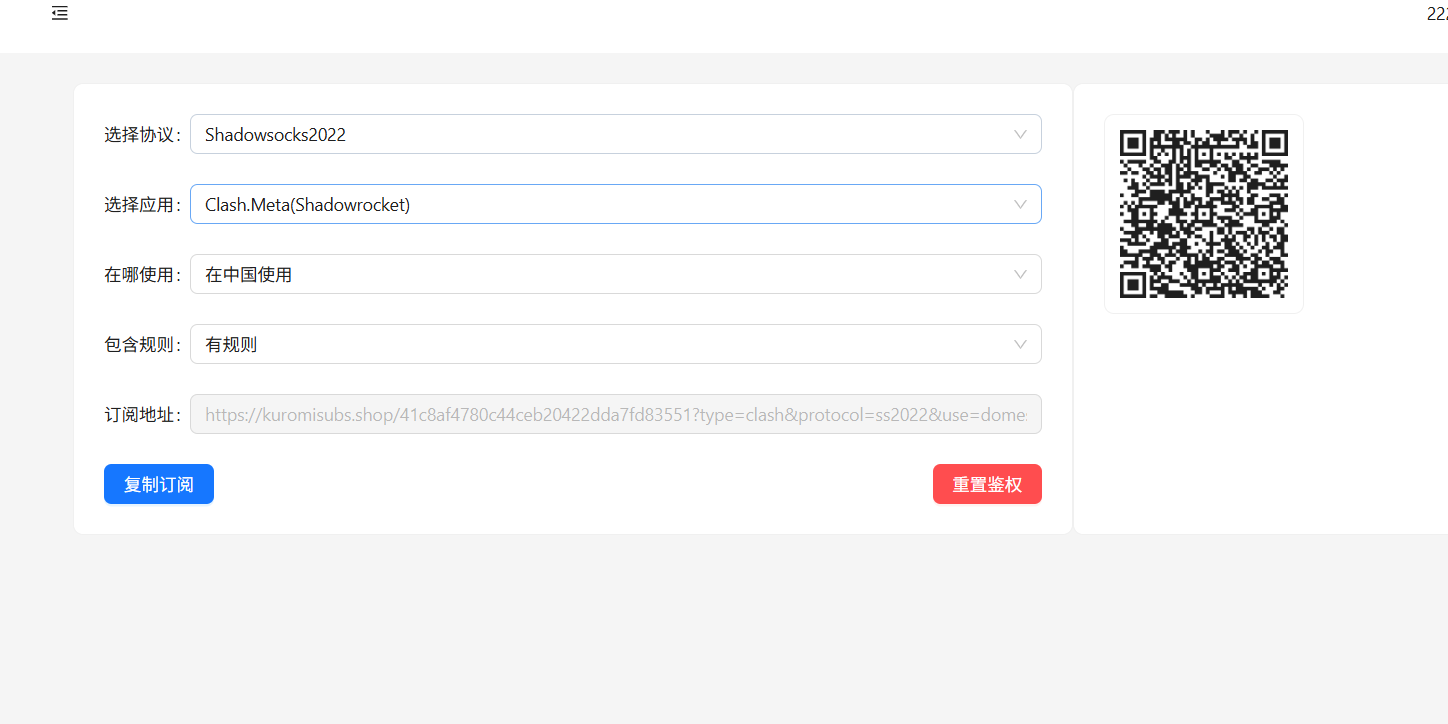 222
选择协议: Shadowsocks2022
选择应用: Clash.Meta(Shadowrocket)
在哪使用: 在中国使用
包含规则: 有规则
订阅地址: https://kuromisubs.shop/41c8af4780c44ceb20422dda7fd83551?type=clash&protocol=ss2022&use=domes
复制订阅 重置鉴权